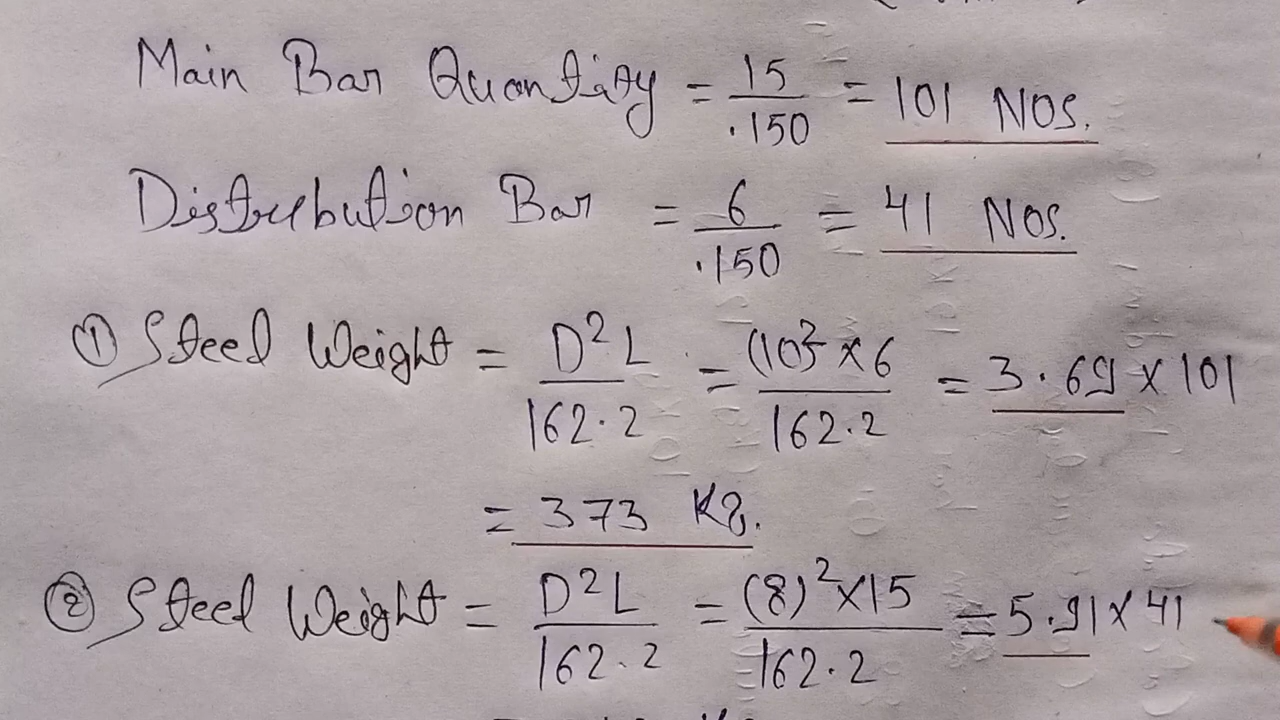 Main Bar Quantity = 15/.150 = 101 Nos.
Distribution Bar = 6/.150 = 41 Nos.
① Steel Weight = D²L/162.2 = (10)² × 6/162.2 = 3.69 × 101
= 373 Kg.
② Steel Weight = D²L/162.2 = (8)² × 15/162.2 = 5.91 × 41